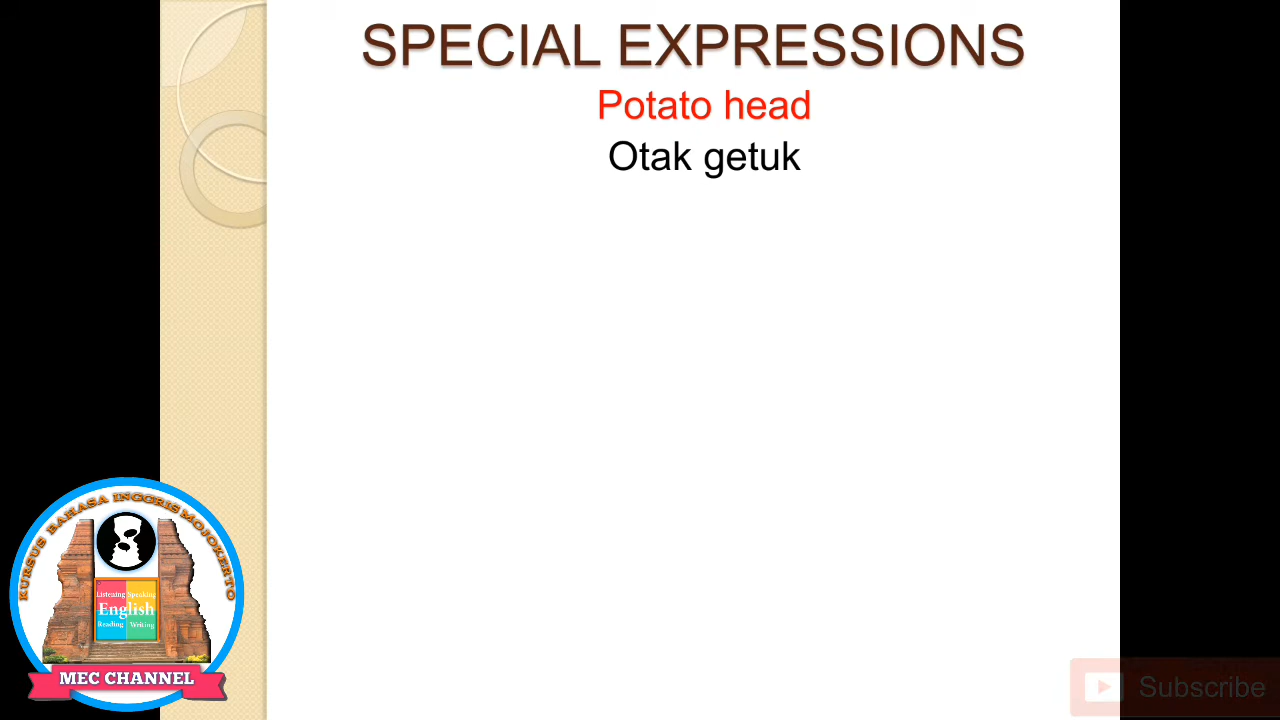 SPECIAL EXPRESSIONS
Potato head
Otak getuk
KURSUS BAHASA INGGRIS MOJOKERTO
Listening Speaking
English
Reading Writing
MEC CHANNEL
Subscribe